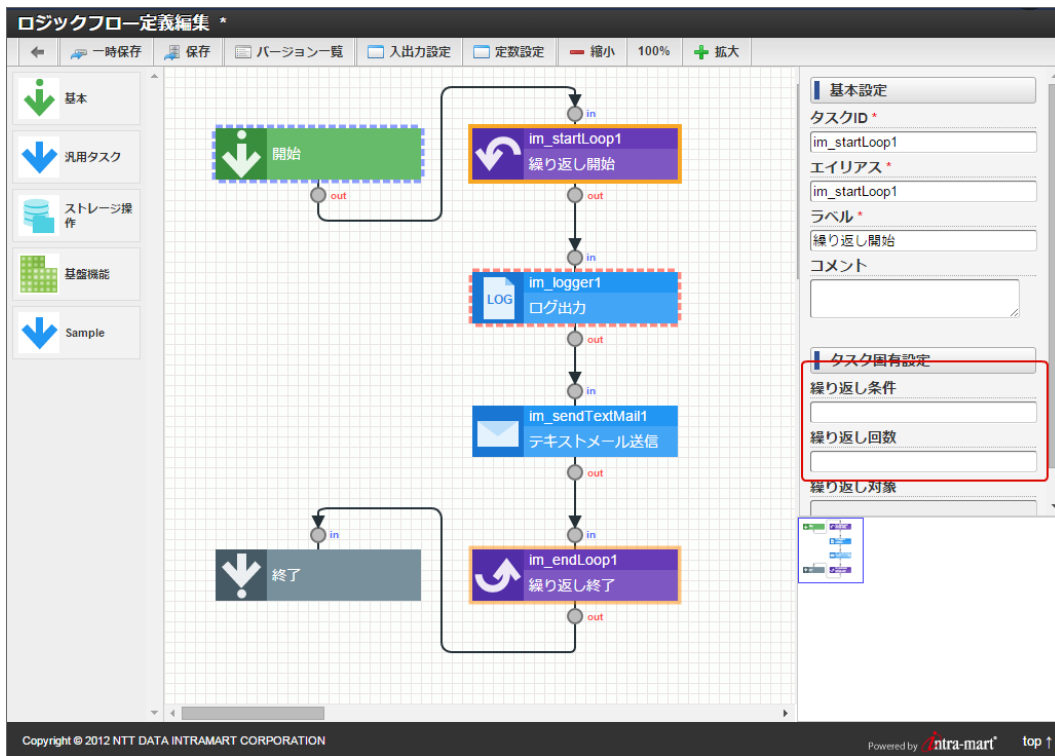 ロジックフロー定義編集 *
一時保存
保存
バージョン一覧
入出力設定
定数設定
縮小
100%
拡大
基本
汎用タスク
ストレージ操
作
基盤機能
Sample
開始
out
in
im_startLoop1
繰り返し開始
out
in
LOG
im_logger1
ログ出力
out
in
im_sendTextMail1
テキストメール送信
out
in
im_endLoop1
繰り返し終了
out
in
終了
基本設定
タスクID *
im_startLoop1
エイリアス *
im_startLoop1
ラベル *
繰り返し開始
コメント
タスク固有設定
繰り返し条件
繰り返し回数
繰り返し対象
Copyright © 2012 NTT DATA INTRAMART CORPORATION
Powered by intra-mart
top ↑